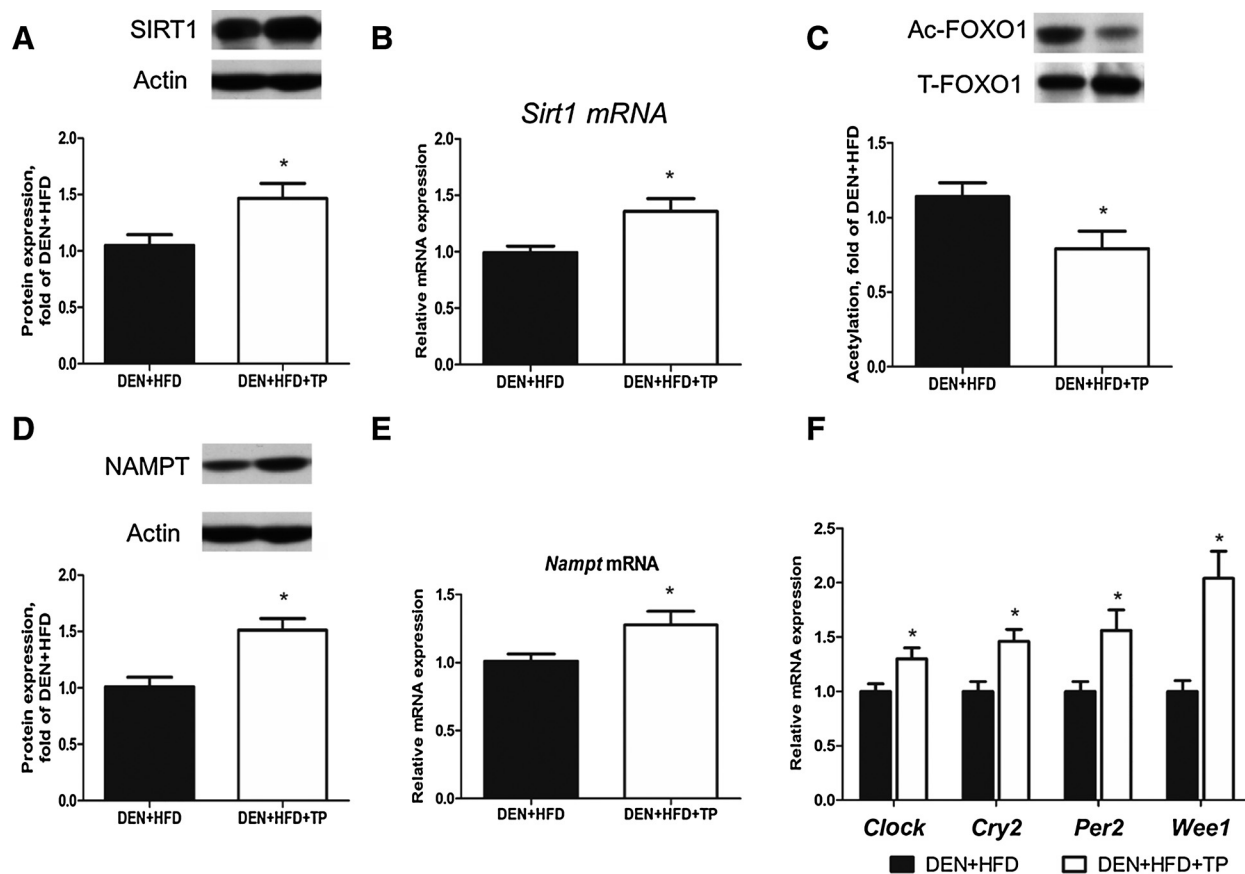 A
SIRT1
Actin
Protein expression,
fold of DEN+HFD
2.0
*
1.5
1.0
0.5
0.0
DEN+HFD DEN+HFD+TP
B
Sirt1 mRNA
Relative mRNA expression
2.0
*
1.5
1.0
0.5
0.0
DEN+HFD DEN+HFD+TP
C
Ac-FOXO1
T-FOXO1
Acetylation, fold of DEN+HFD
1.5
*
1.0
0.5
0.0
DEN+HFD DEN+HFD+TP
D
NAMPT
Actin
Protein expression,
fold of DEN+HFD
2.0
*
1.5
1.0
0.5
0.0
DEN+HFD DEN+HFD+TP
E
Nampt mRNA
Relative mRNA expression
1.5
*
1.0
0.5
0.0
DEN+HFD DEN+HFD+TP
F
Relative mRNA expression
2.5
2.0
1.5
1.0
0.5
0.0
* * * *
Clock Cry2 Per2 Wee1
DEN+HFD DEN+HFD+TP